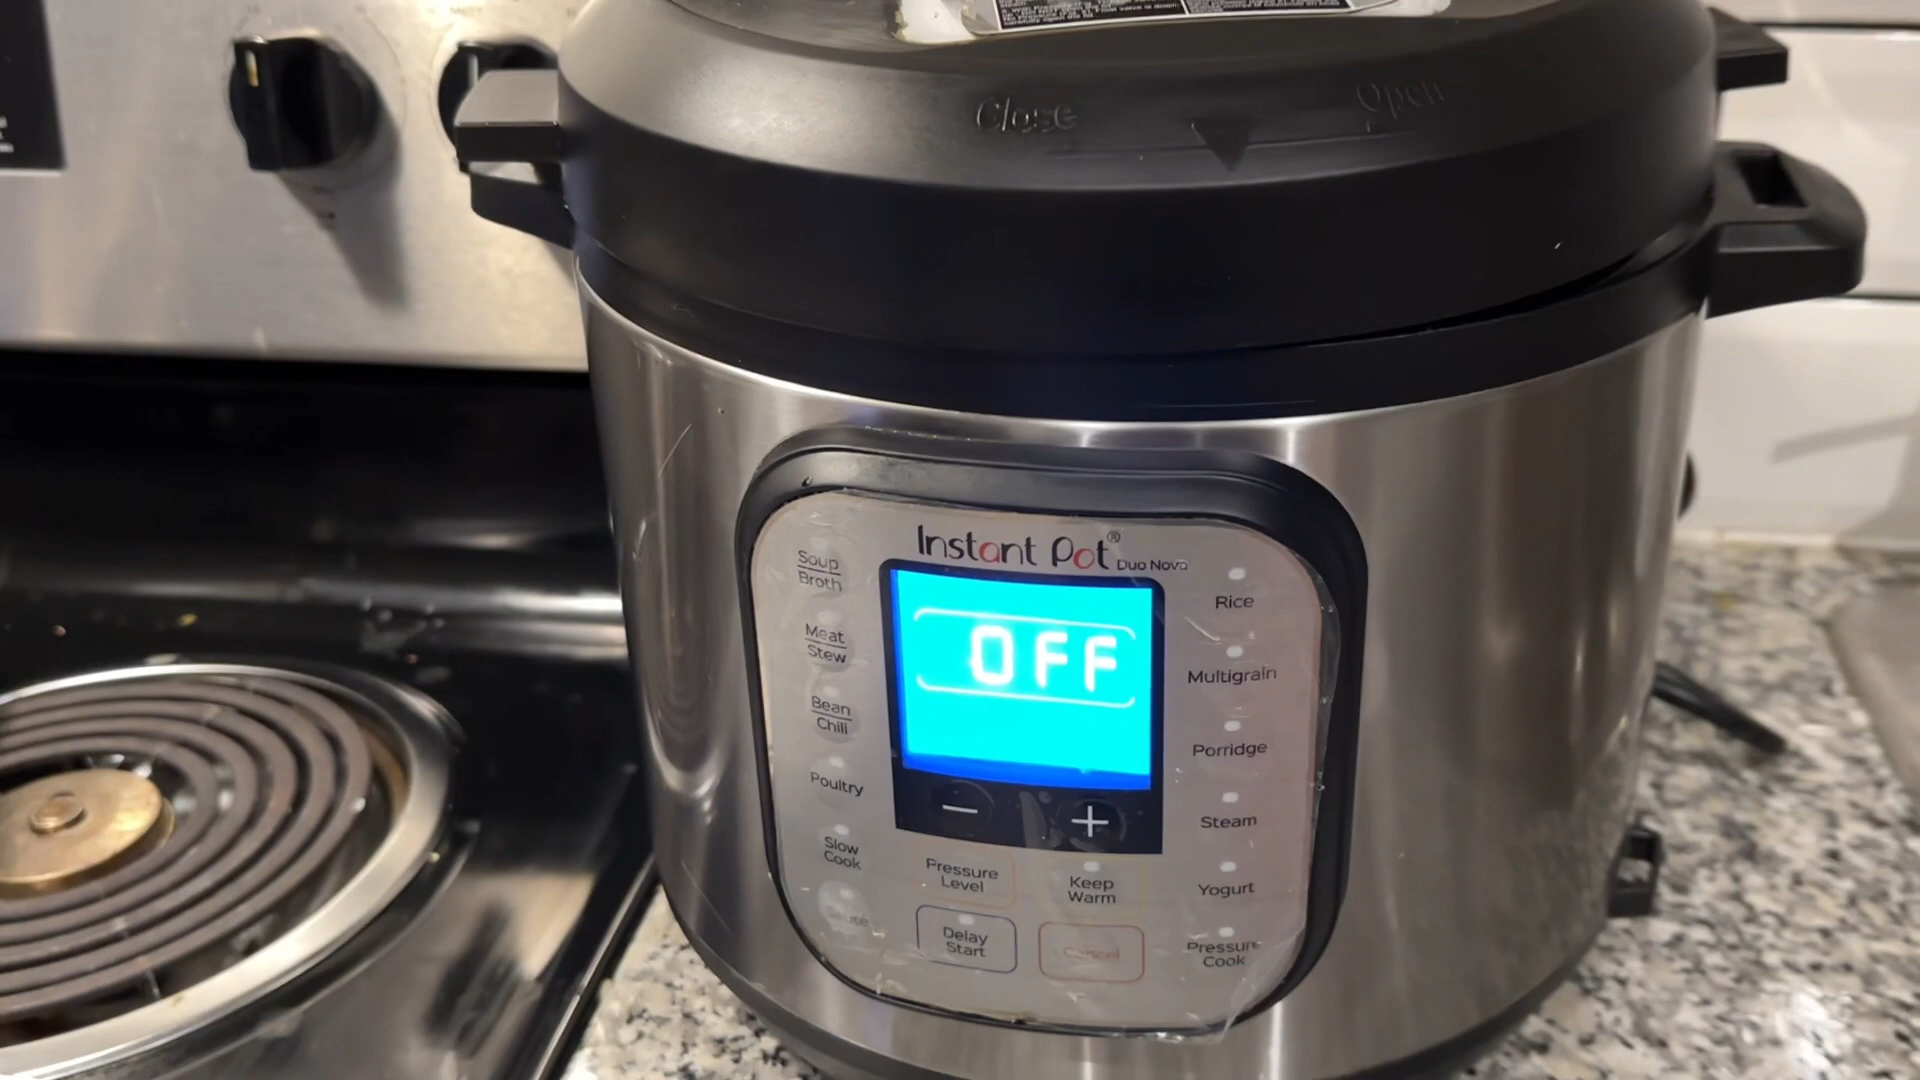 Close
Open
Instant Pot® Duo Nova
Soup
Broth
Meat
Stew
Bean
Chili
Poultry
Slow
Cook
OFF
−
+
Pressure
Level
Keep
Warm
Delay
Start
Cancel
Rice
Multigrain
Porridge
Steam
Yogurt
Pressure
Cook